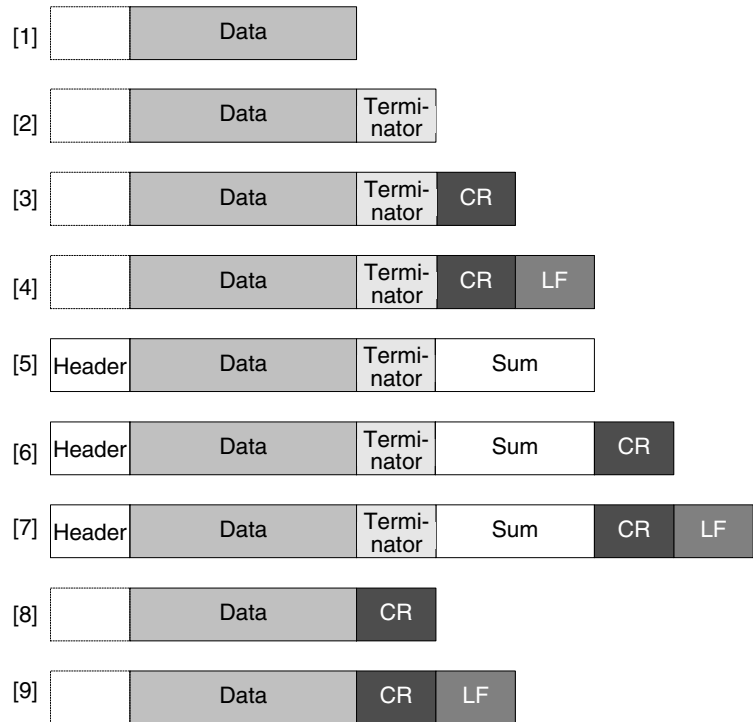 [1] Data
[2] Data Termi-
nator
[3] Data Termi-
nator CR
[4] Data Termi-
nator CR LF
[5] Header Data Termi-
nator Sum
[6] Header Data Termi-
nator Sum CR
[7] Header Data Termi-
nator Sum CR LF
[8] Data CR
[9] Data CR LF